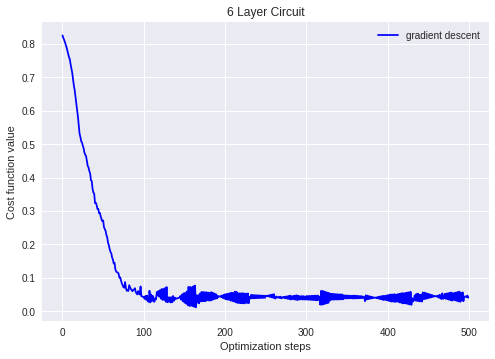 6 Layer Circuit
gradient descent
0.8
0.7
0.6
0.5
0.4
0.3
0.2
0.1
0.0
Cost function value
0 100 200 300 400 500
Optimization steps